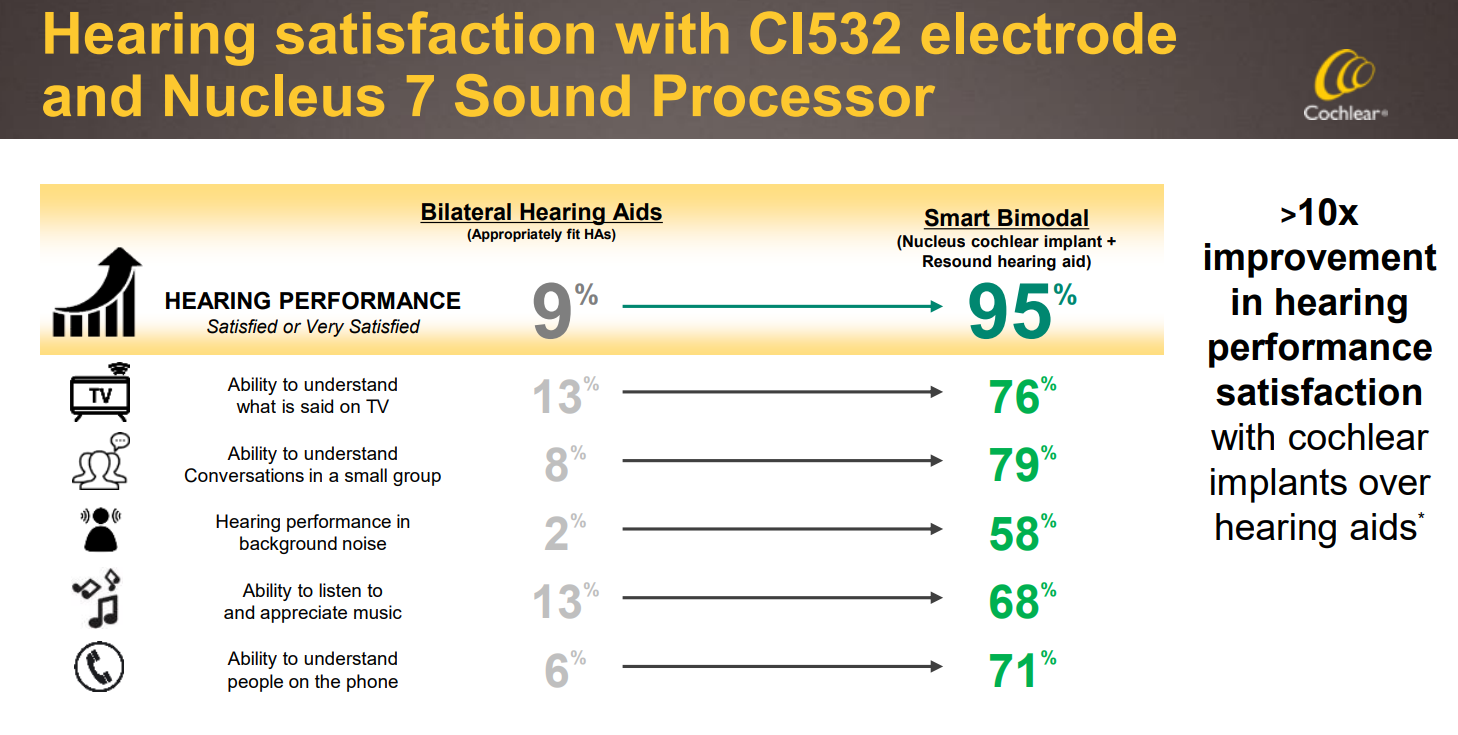 Hearing satisfaction with CI532 electrode
and Nucleus 7 Sound Processor
Cochlear®
Bilateral Hearing Aids
(Appropriately fit HAs)
Smart Bimodal
(Nucleus cochlear implant +
Resound hearing aid)
HEARING PERFORMANCE
Satisfied or Very Satisfied
9%
95%
TV
Ability to understand
what is said on TV
13%
76%
Ability to understand
Conversations in a small group
8%
79%
Hearing performance in
background noise
2%
58%
Ability to listen to
and appreciate music
13%
68%
Ability to understand
people on the phone
6%
71%
>10x
improvement
in hearing
performance
satisfaction
with cochlear
implants over
hearing aids*